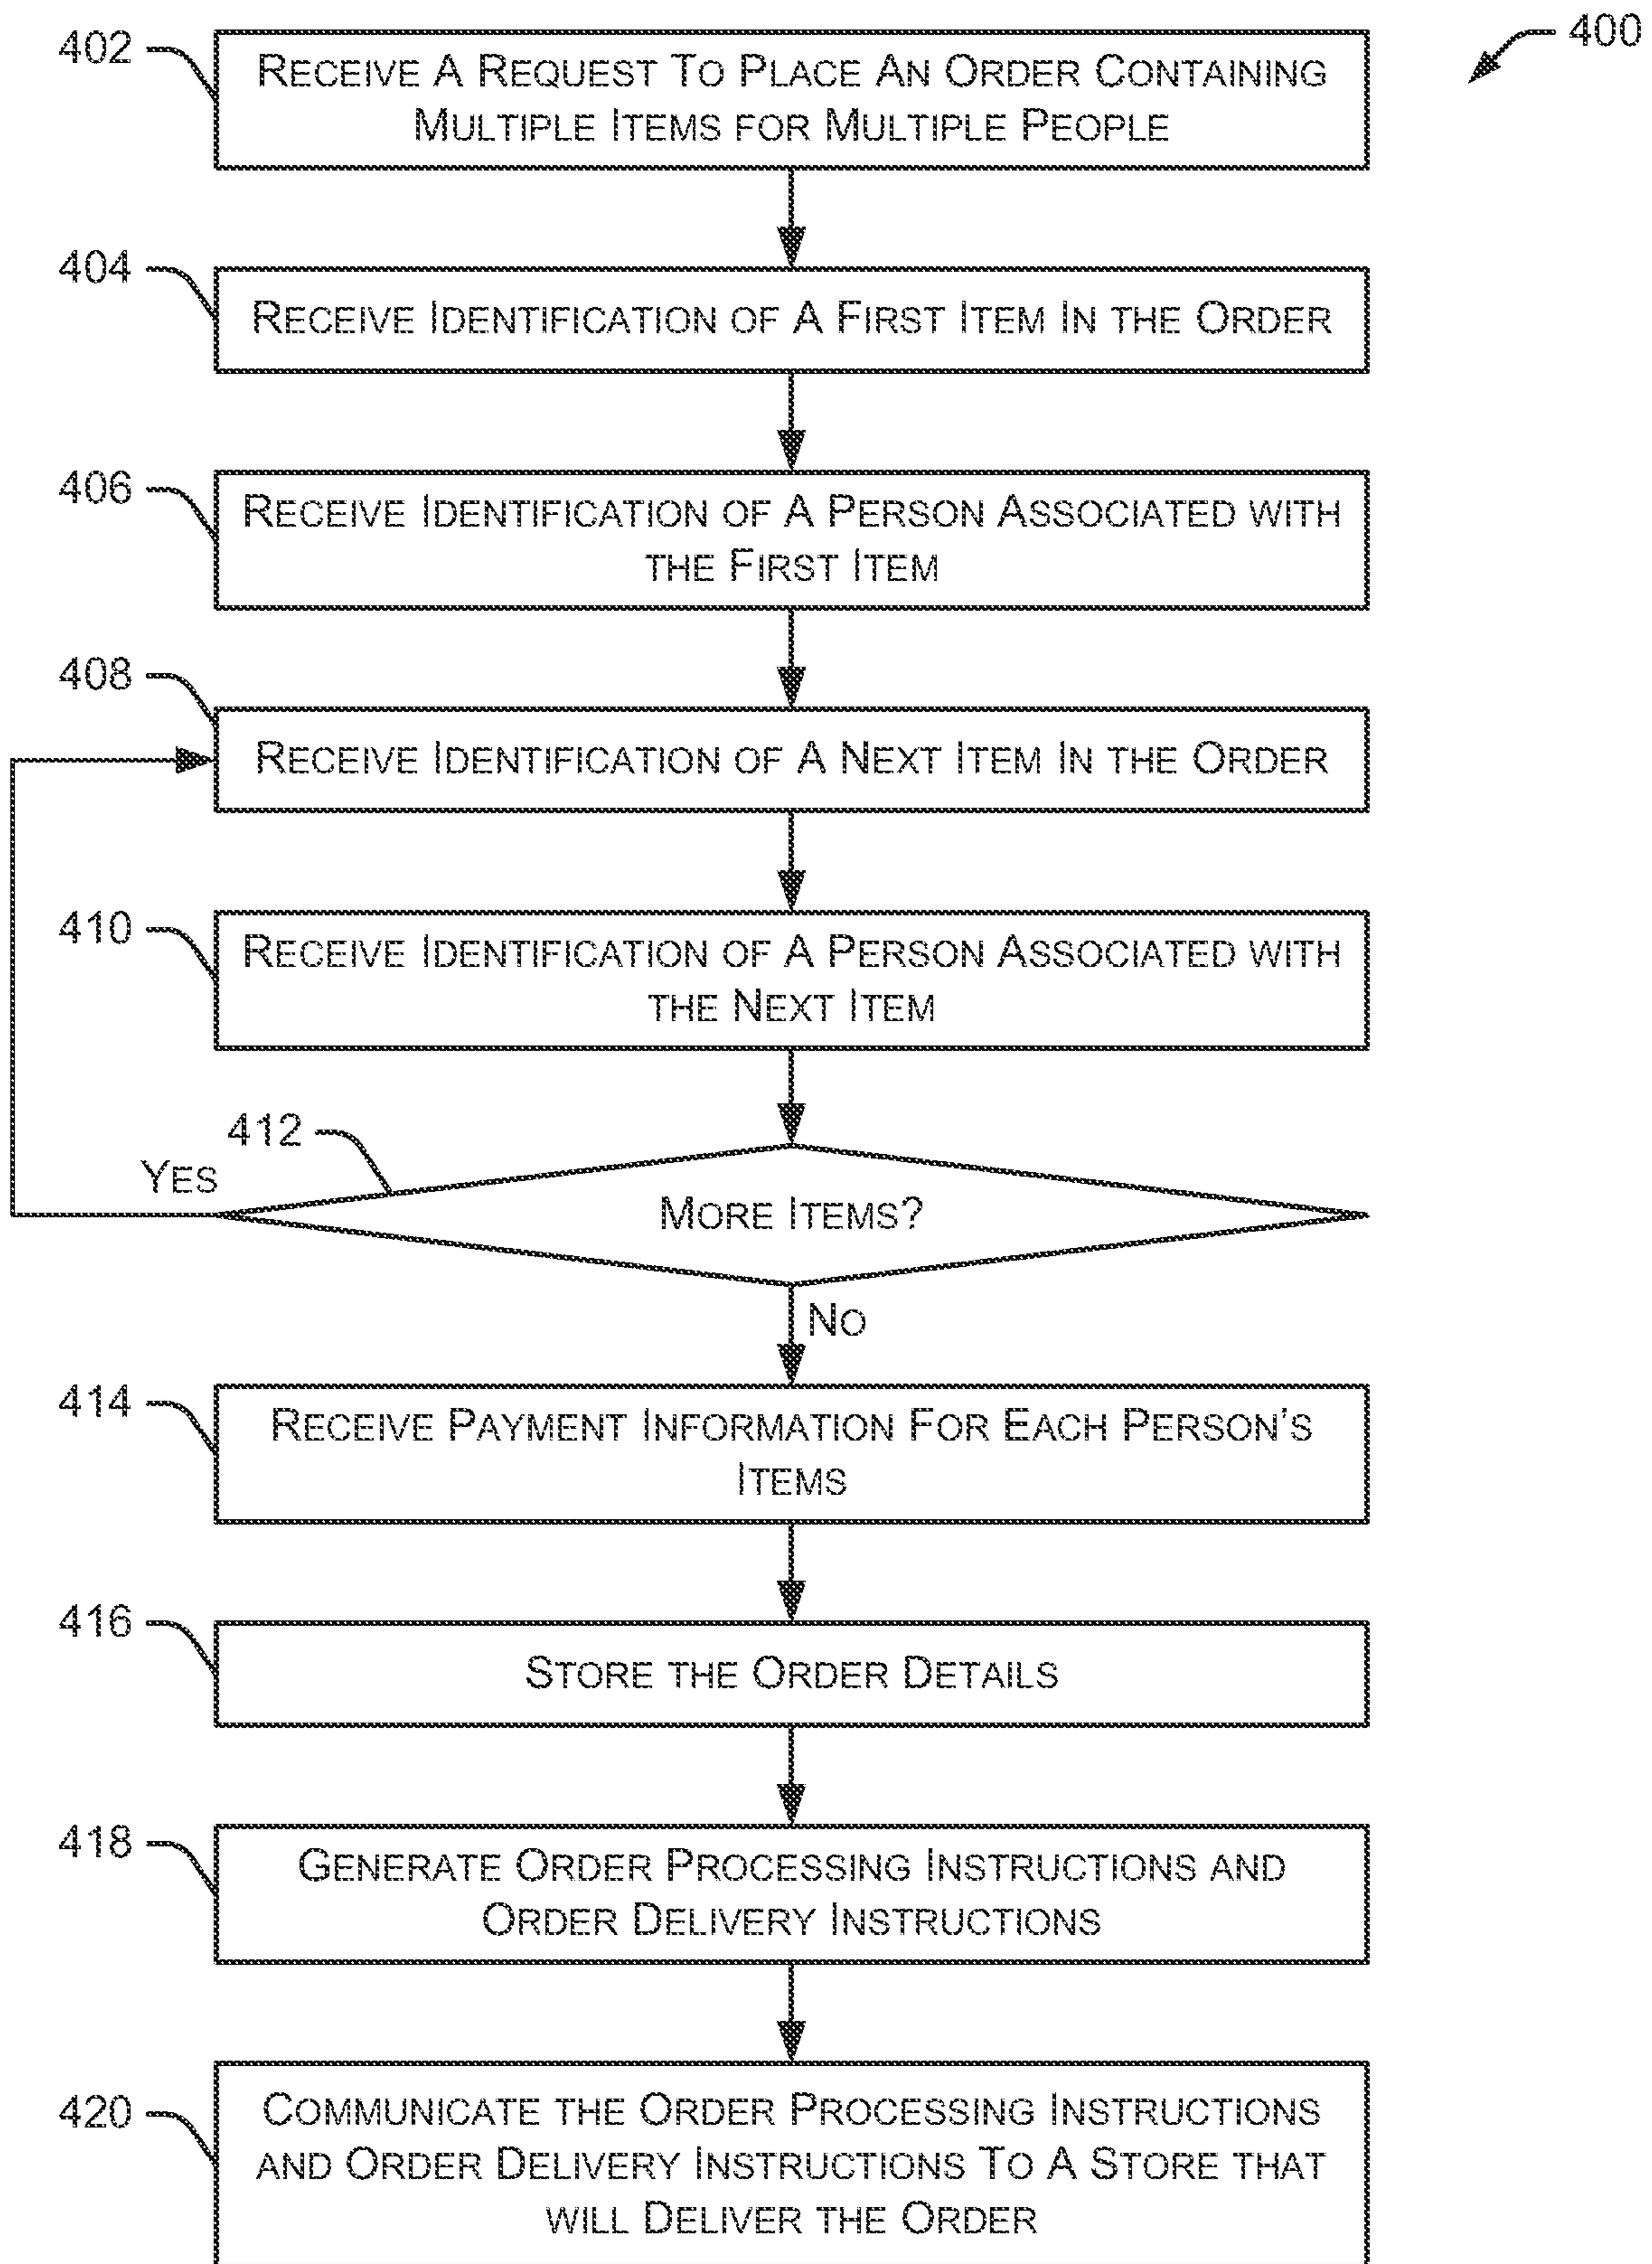 400
402
RECEIVE A REQUEST TO PLACE AN ORDER CONTAINING
MULTIPLE ITEMS FOR MULTIPLE PEOPLE
404
RECEIVE IDENTIFICATION OF A FIRST ITEM IN THE ORDER
406
RECEIVE IDENTIFICATION OF A PERSON ASSOCIATED WITH
THE FIRST ITEM
408
RECEIVE IDENTIFICATION OF A NEXT ITEM IN THE ORDER
410
RECEIVE IDENTIFICATION OF A PERSON ASSOCIATED WITH
THE NEXT ITEM
412
YES
MORE ITEMS?
NO
414
RECEIVE PAYMENT INFORMATION FOR EACH PERSON'S
ITEMS
416
STORE THE ORDER DETAILS
418
GENERATE ORDER PROCESSING INSTRUCTIONS AND
ORDER DELIVERY INSTRUCTIONS
420
COMMUNICATE THE ORDER PROCESSING INSTRUCTIONS
AND ORDER DELIVERY INSTRUCTIONS TO A STORE THAT
WILL DELIVER THE ORDER